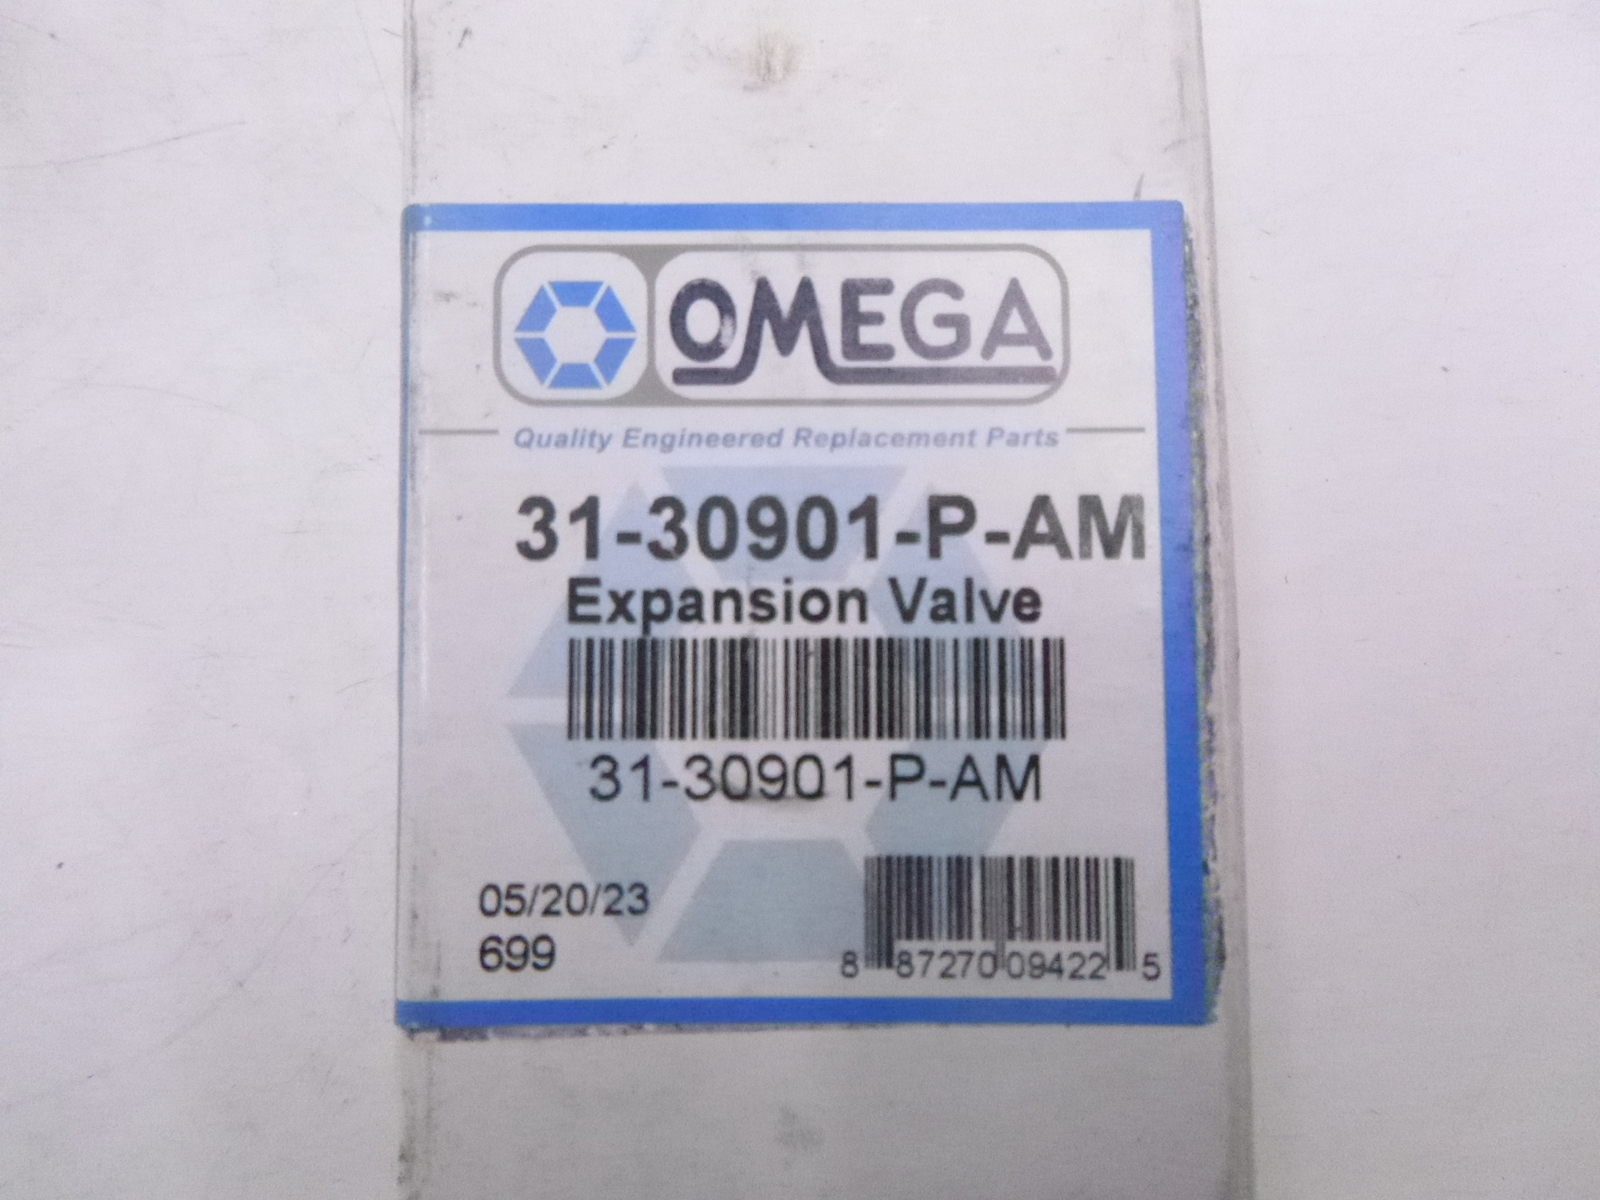 OMEGA
Quality Engineered Replacement Parts
31-30901-P-AM
Expansion Valve
31-30901-P-AM
05/20/23
699
8 87270 09422 5